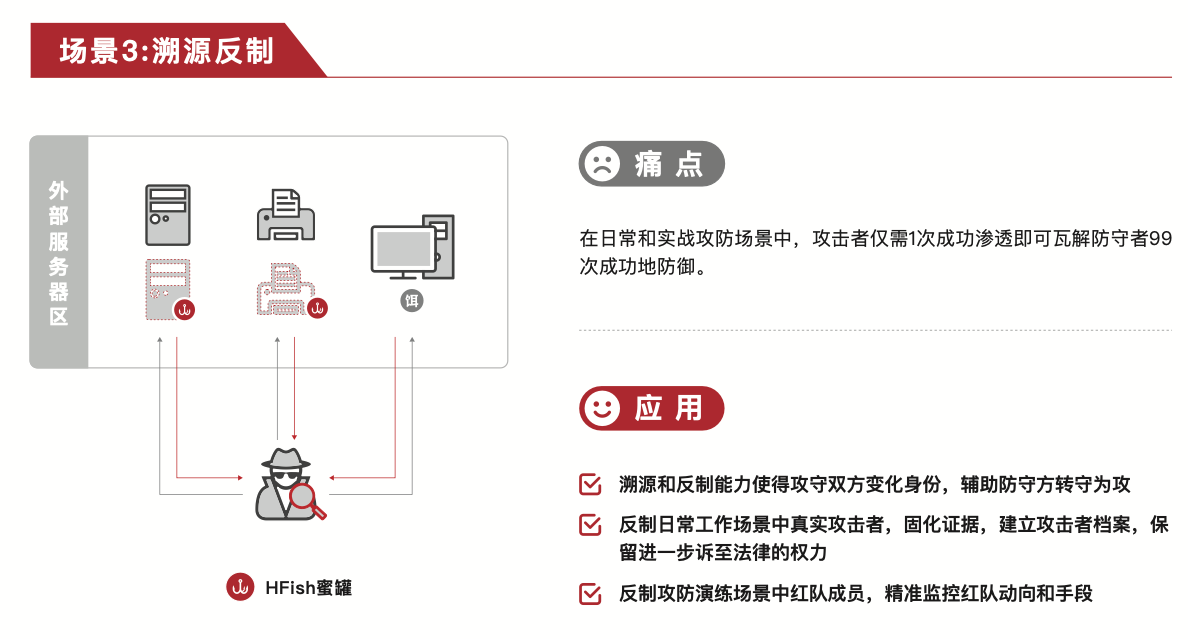 场景3:溯源反制
外部服务器区
饵
HFish蜜罐
痛点
在日常和实战攻防场景中，攻击者仅需1次成功渗透即可瓦解防守者99
次成功地防御。
应用
溯源和反制能力使得攻守双方变化身份，辅助防守方转守为攻
反制日常工作场景中真实攻击者，固化证据，建立攻击者档案，保
留进一步诉至法律的权力
反制攻防演练场景中红队成员，精准监控红队动向和手段